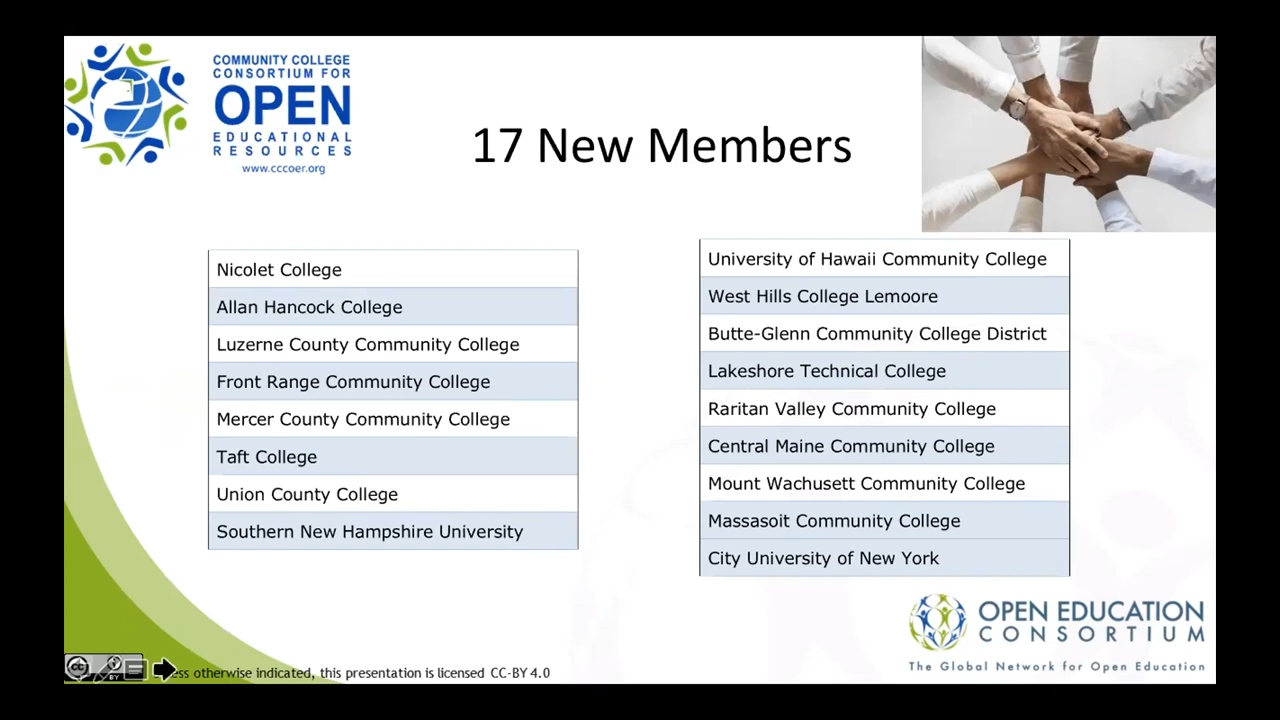 COMMUNITY COLLEGE
CONSORTIUM FOR
OPEN
EDUCATIONAL
RESOURCES
www.cccoer.org
17 New Members
Nicolet College
Allan Hancock College
Luzerne County Community College
Front Range Community College
Mercer County Community College
Taft College
Union County College
Southern New Hampshire University
University of Hawaii Community College
West Hills College Lemoore
Butte-Glenn Community College District
Lakeshore Technical College
Raritan Valley Community College
Central Maine Community College
Mount Wachusett Community College
Massasoit Community College
City University of New York
OPEN EDUCATION
CONSORTIUM
The Global Network for Open Education
cc
BY
otherwise indicated, this presentation is licensed CC-BY 4.0